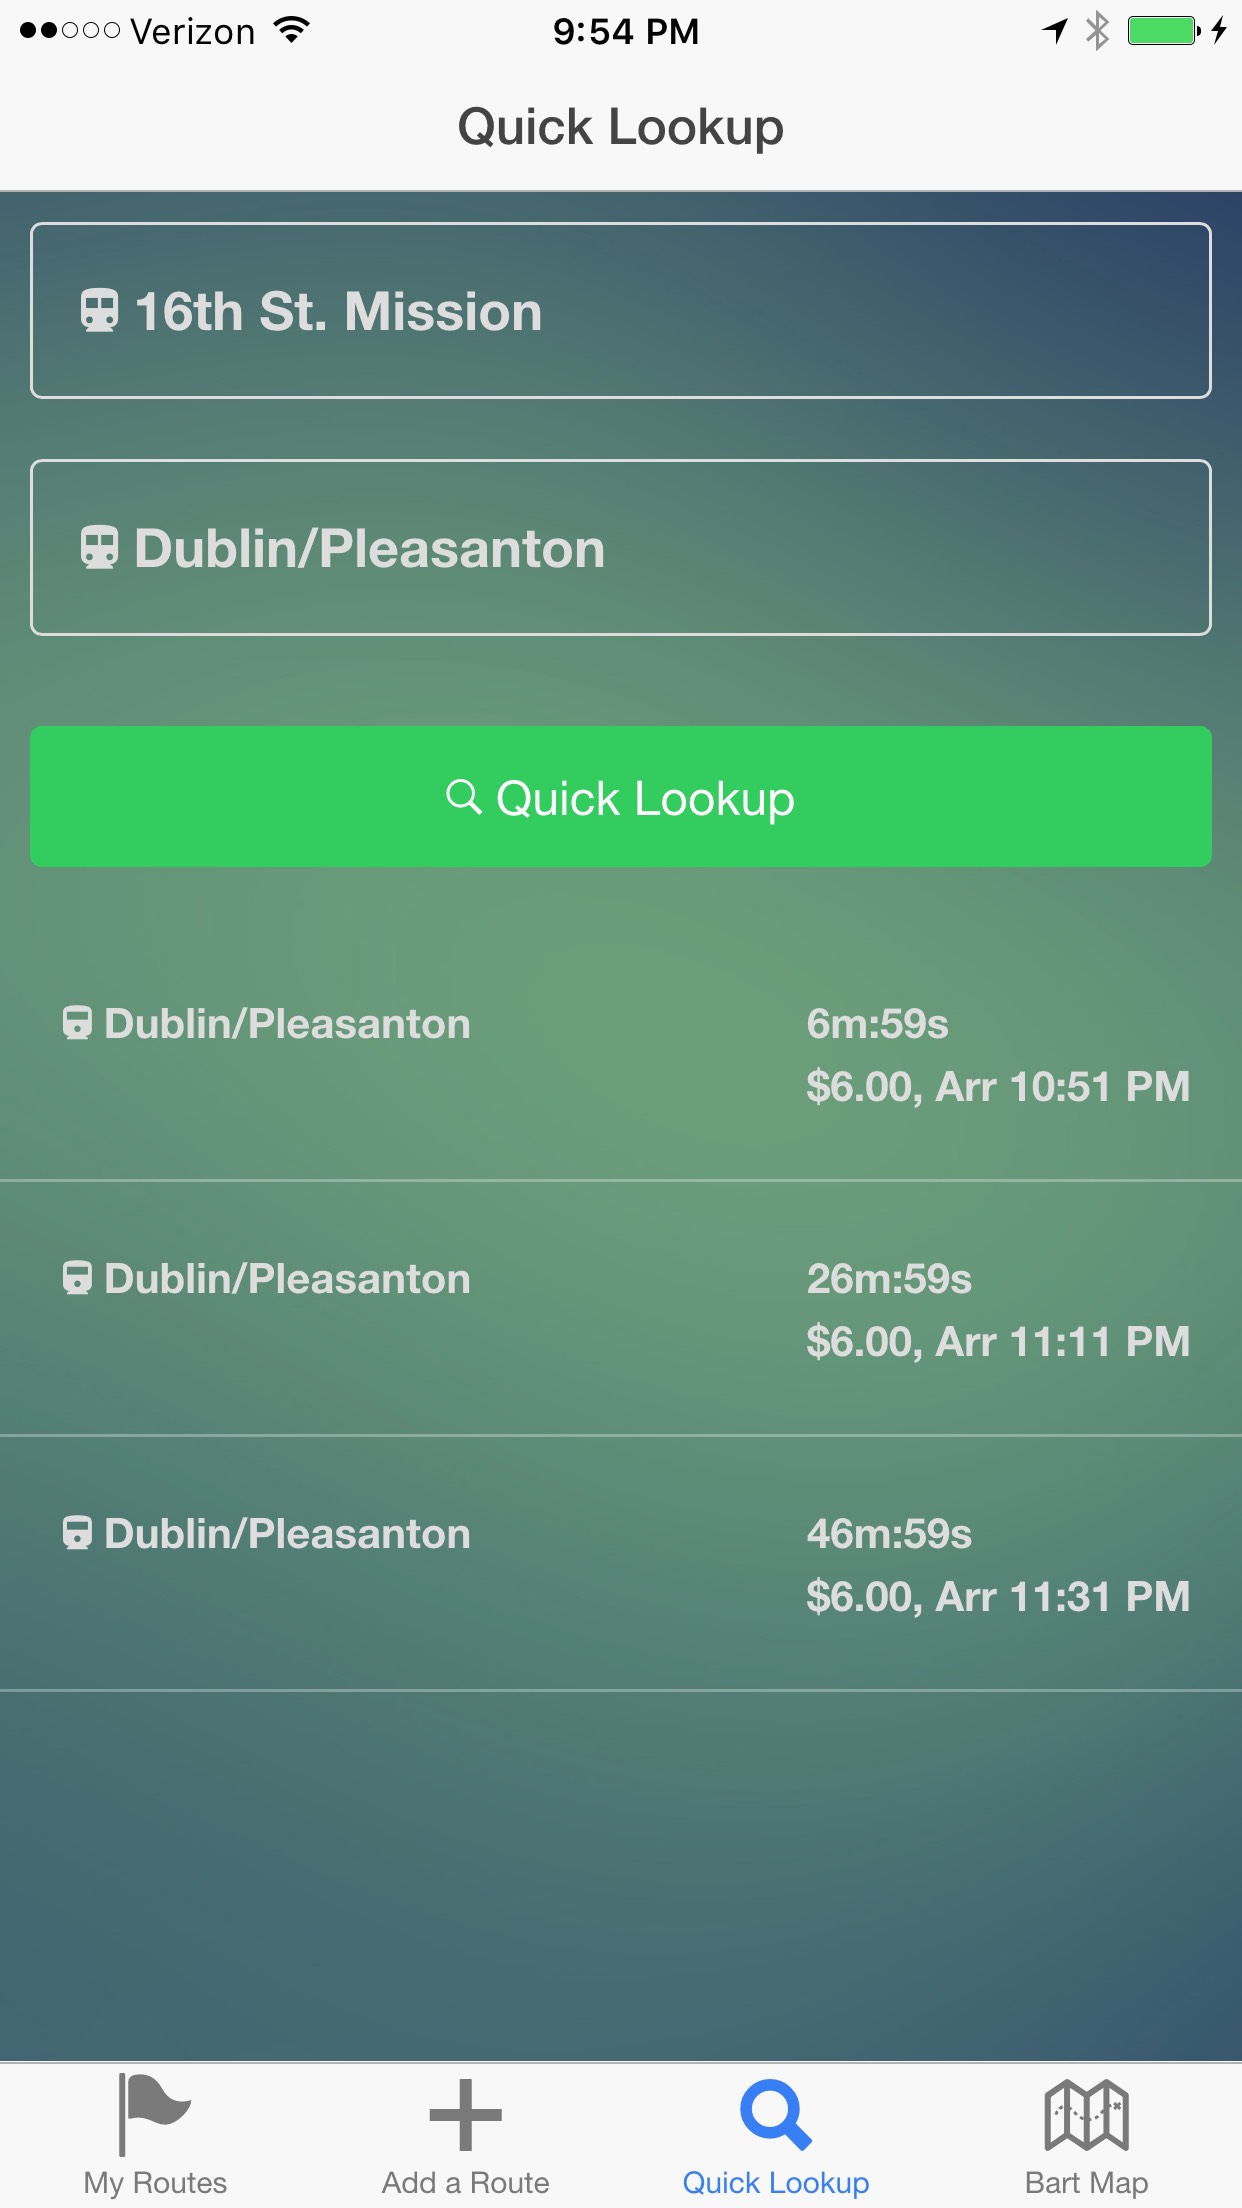 Verizon 9:54 PM
Quick Lookup
16th St. Mission
Dublin/Pleasanton
Quick Lookup
Dublin/Pleasanton 6m:59s
$6.00, Arr 10:51 PM
Dublin/Pleasanton 26m:59s
$6.00, Arr 11:11 PM
Dublin/Pleasanton 46m:59s
$6.00, Arr 11:31 PM
My Routes Add a Route Quick Lookup Bart Map